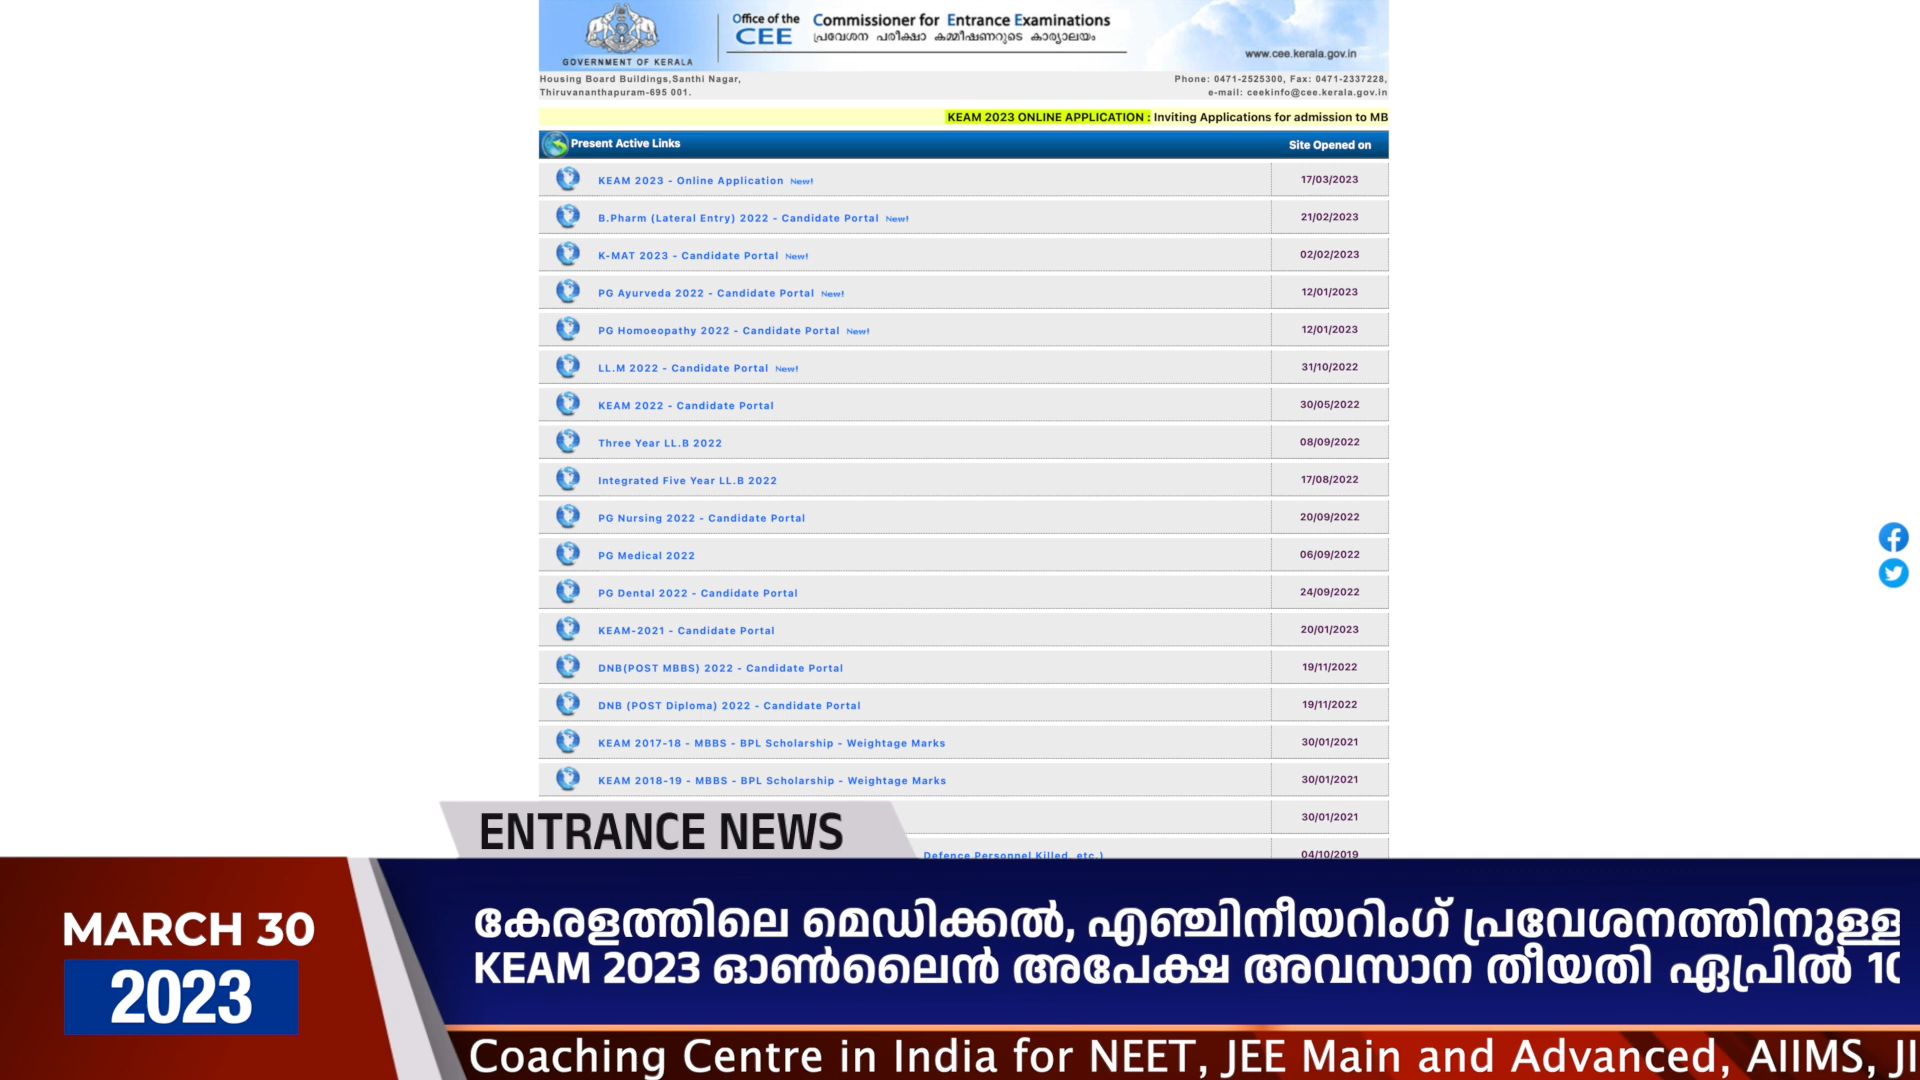 Office of the Commissioner for Entrance Examinations
CEE പ്രവേശന പരീക്ഷാ കമ്മീഷണറുടെ കാര്യാലയം
www.cee.kerala.gov.in
GOVERNMENT OF KERALA
Housing Board Buildings,Santhi Nagar, Phone: 0471-2525300, Fax: 0471-2337228,
Thiruvananthapuram-695 001. e-mail: ceekinfo@cee.kerala.gov.in
KEAM 2023 ONLINE APPLICATION : Inviting Applications for admission to MB
Present Active Links Site Opened on
KEAM 2023 - Online Application New! 17/03/2023
B.Pharm (Lateral Entry) 2022 - Candidate Portal New! 21/02/2023
K-MAT 2023 - Candidate Portal New! 02/02/2023
PG Ayurveda 2022 - Candidate Portal New! 12/01/2023
PG Homoeopathy 2022 - Candidate Portal New! 12/01/2023
LL.M 2022 - Candidate Portal New! 31/10/2022
KEAM 2022 - Candidate Portal 30/05/2022
Three Year LL.B 2022 08/09/2022
Integrated Five Year LL.B 2022 17/08/2022
PG Nursing 2022 - Candidate Portal 20/09/2022
PG Medical 2022 06/09/2022
PG Dental 2022 - Candidate Portal 24/09/2022
KEAM-2021 - Candidate Portal 20/01/2023
DNB(POST MBBS) 2022 - Candidate Portal 19/11/2022
DNB (POST Diploma) 2022 - Candidate Portal 19/11/2022
KEAM 2017-18 - MBBS - BPL Scholarship - Weightage Marks 30/01/2021
KEAM 2018-19 - MBBS - BPL Scholarship - Weightage Marks 30/01/2021
30/01/2021
ENTRANCE NEWS
Defence Personnel Killed, etc.) 04/10/2019
MARCH 30
2023
കേരളത്തിലെ മെഡിക്കൽ, എഞ്ചിനീയറിംഗ് പ്രവേശനത്തിനുള്ള
KEAM 2023 ഓൺലൈൻ അപേക്ഷ അവസാന തീയതി ഏപ്രിൽ 10
Coaching Centre in India for NEET, JEE Main and Advanced, AIIMS, JI